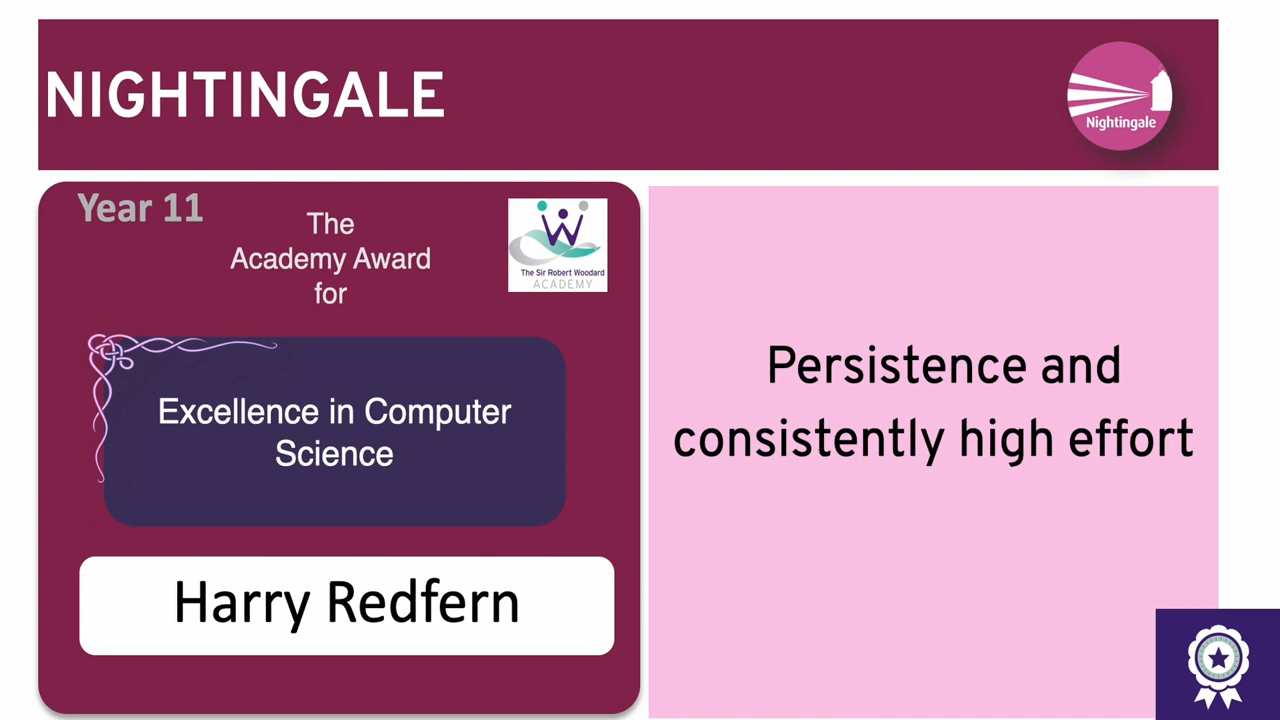 NIGHTINGALE
Nightingale
Year 11
The
Academy Award
for
The Sir Robert Woodard
ACADEMY
Excellence in Computer
Science
Harry Redfern
Persistence and
consistently high effort